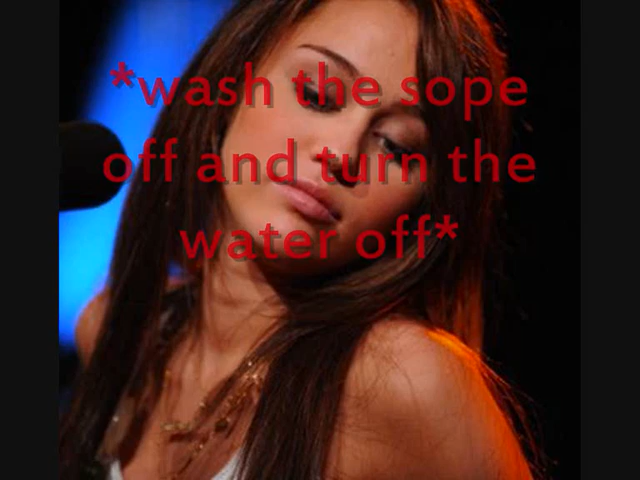 *wash the sope
off and turn the
water off*